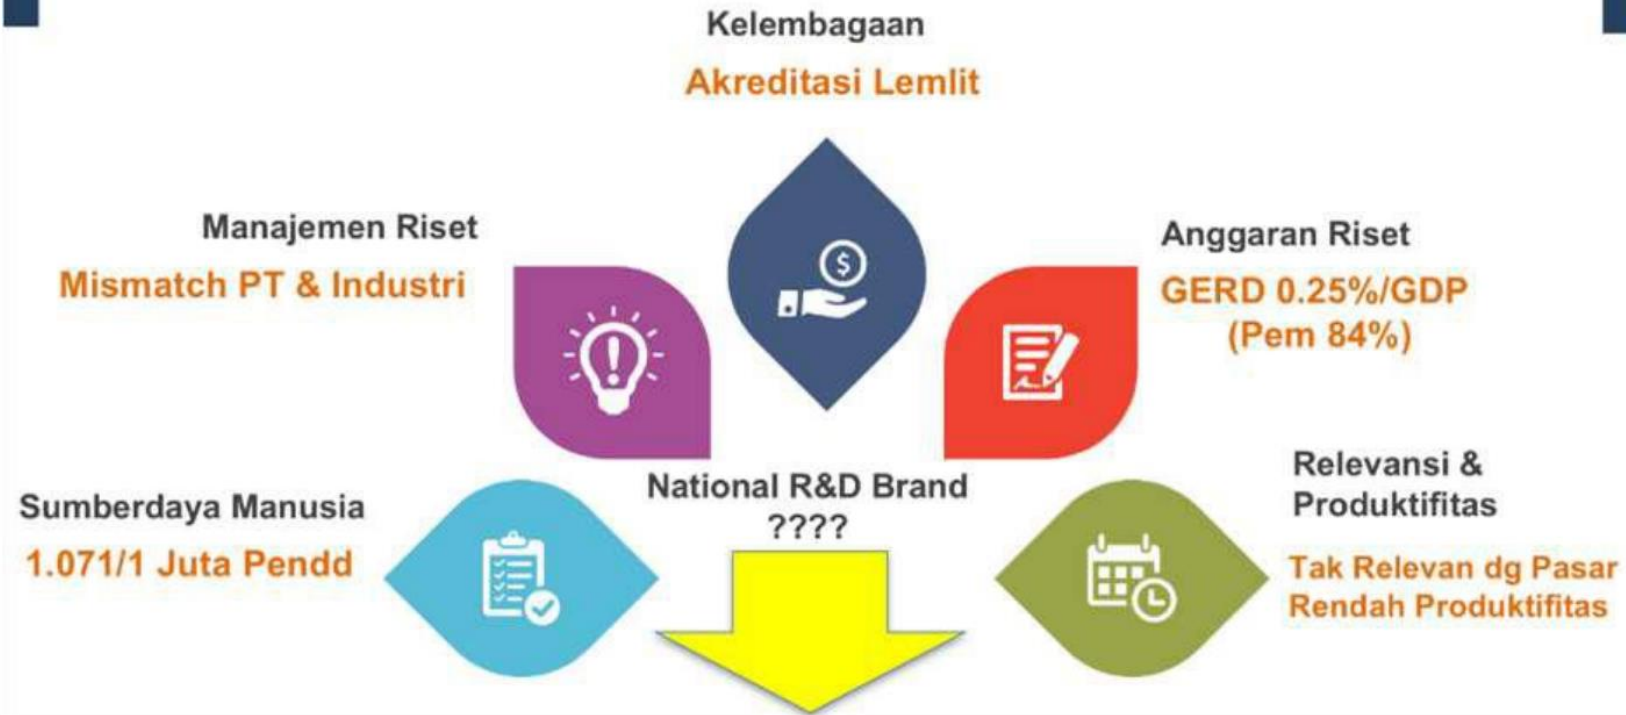 Kelembagaan
Akreditasi Lemlit
Manajemen Riset
Mismatch PT & Industri
Anggaran Riset
GERD 0.25%/GDP
(Pem 84%)
Sumberdaya Manusia
1.071/1 Juta Pendd
National R&D Brand
????
Relevansi &
Produktifitas
Tak Relevan dg Pasar
Rendah Produktifitas